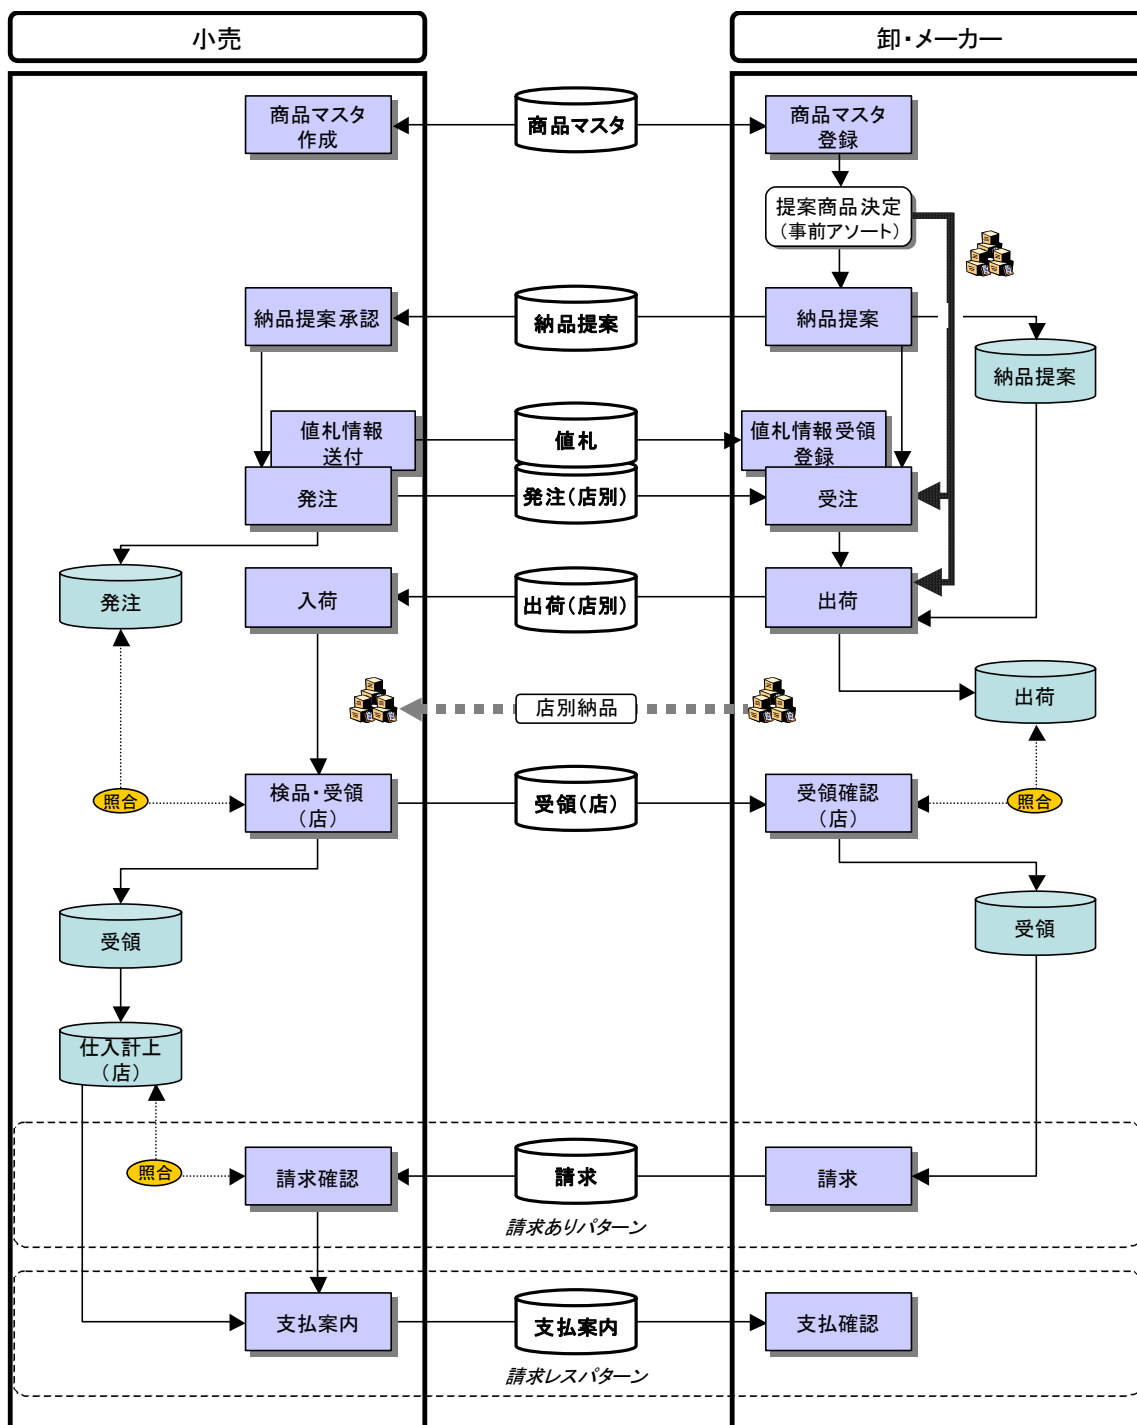 小売
卸・メーカー
商品マスタ
作成
商品マスタ
商品マスタ
登録
提案商品決定
（事前アソート）
納品提案承認
納品提案
納品提案
納品提案
値札情報
送付
値札
値札情報受領
登録
発注
発注（店別）
受注
発注
入荷
出荷（店別）
出荷
店別納品
出荷
照合
検品・受領
（店）
受領（店）
受領確認
（店）
照合
受領
受領
仕入計上
（店）
照合
請求確認
請求
請求
請求ありパターン
支払案内
支払案内
支払確認
請求レスパターン